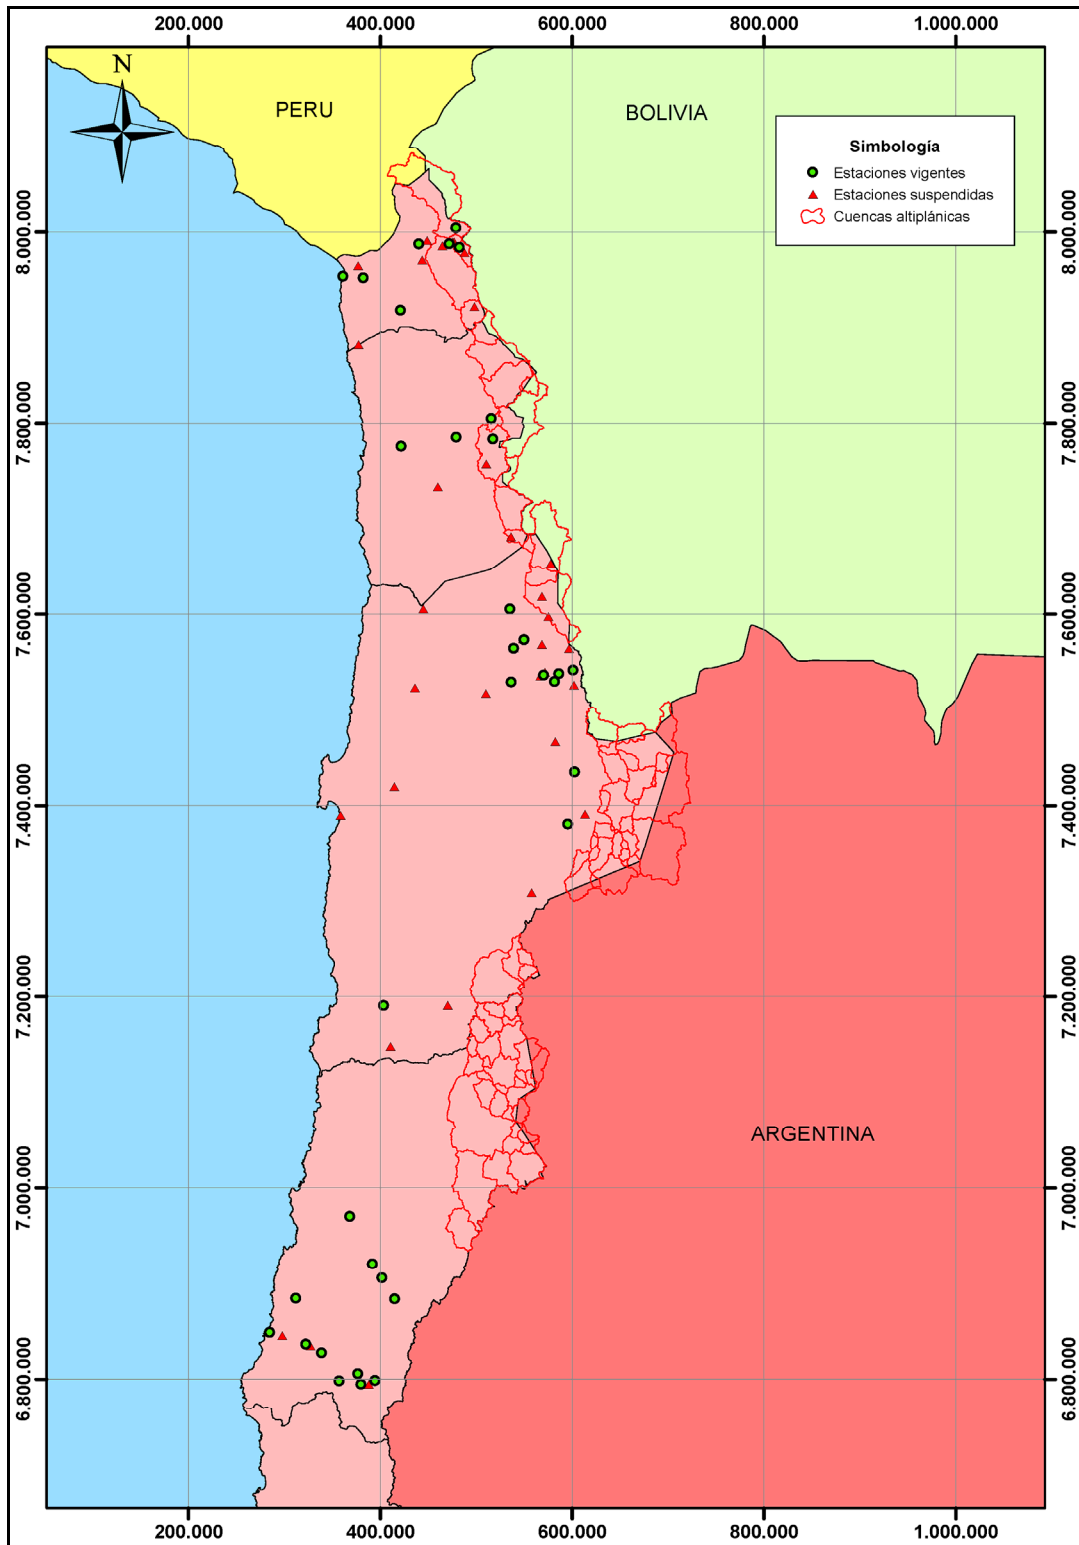 200.000 400.000 600.000 800.000 1.000.000
N
PERU
BOLIVIA
Simbología
Estaciones vigentes
Estaciones suspendidas
Cuencas altiplánicas
8.000.000 8.000.000
7.800.000 7.800.000
7.600.000 7.600.000
7.400.000 7.400.000
7.200.000 7.200.000
ARGENTINA
7.000.000 7.000.000
6.800.000 6.800.000
200.000 400.000 600.000 800.000 1.000.000